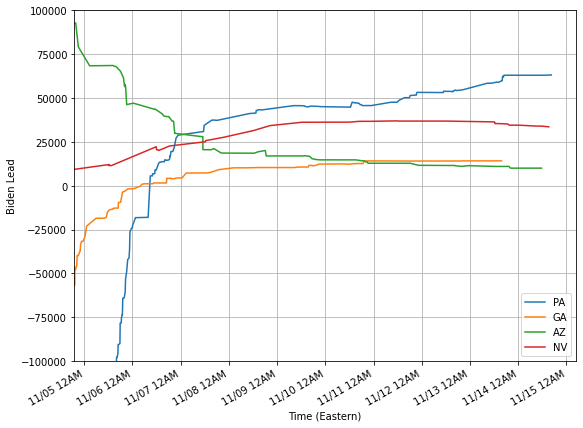 100000
75000
50000
25000
0
−25000
−50000
−75000
−100000
Biden Lead
PA
GA
AZ
NV
11/05 12AM
11/06 12AM
11/07 12AM
11/08 12AM
11/09 12AM
11/10 12AM
11/11 12AM
11/12 12AM
11/13 12AM
11/14 12AM
11/15 12AM
Time (Eastern)